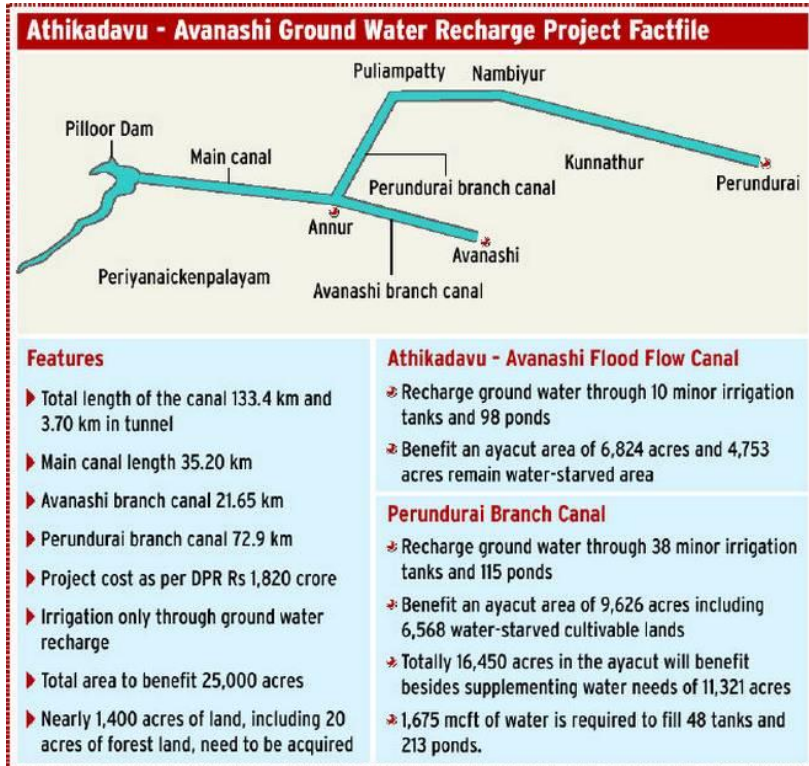 Athikadavu - Avanashi Ground Water Recharge Project Factfile
Puliampatty
Nambiyur
Pilloor Dam
Main canal
Kunnathur
Perundurai branch canal
Perundurai
Annur
Avanashi
Periyanaickenpalayam
Avanashi branch canal
Features
Total length of the canal 133.4 km and
3.70 km in tunnel
Main canal length 35.20 km
Avanashi branch canal 21.65 km
Perundurai branch canal 72.9 km
Project cost as per DPR Rs 1,820 crore
Irrigation only through ground water
recharge
Total area to benefit 25,000 acres
Nearly 1,400 acres of land, including 20
acres of forest land, need to be acquired
Athikadavu - Avanashi Flood Flow Canal
Recharge ground water through 10 minor irrigation
tanks and 98 ponds
Benefit an ayacut area of 6,824 acres and 4,753
acres remain water-starved area
Perundurai Branch Canal
Recharge ground water through 38 minor irrigation
tanks and 115 ponds
Benefit an ayacut area of 9,626 acres including
6,568 water-starved cultivable lands
Totally 16,450 acres in the ayacut will benefit
besides supplementing water needs of 11,321 acres
1,675 mcft of water is required to fill 48 tanks and
213 ponds.